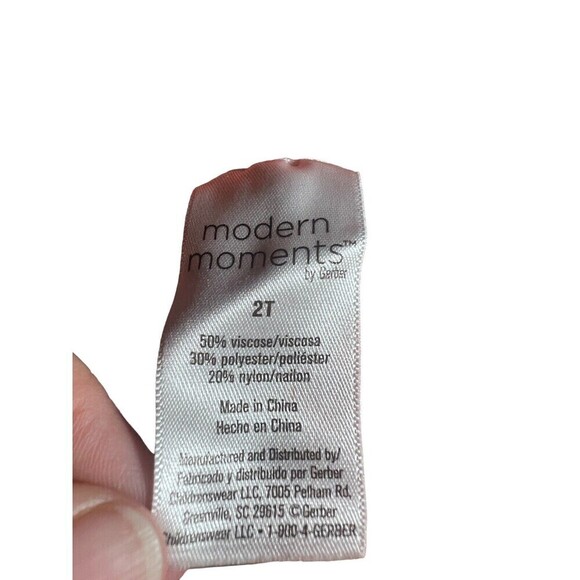 modern
moments™
by Gerber
2T
50% viscose/viscosa
30% polyester/poliéster
20% nylon/nailon
Made in China
Hecho en China
Manufactured and Distributed by/
Fabricado y distribuido por Gerber
Childrenswear LLC, 7005 Pelham Rd.
Greenville, SC 29615 © Gerber
Childrenswear LLC • 1-800-4-GERBER